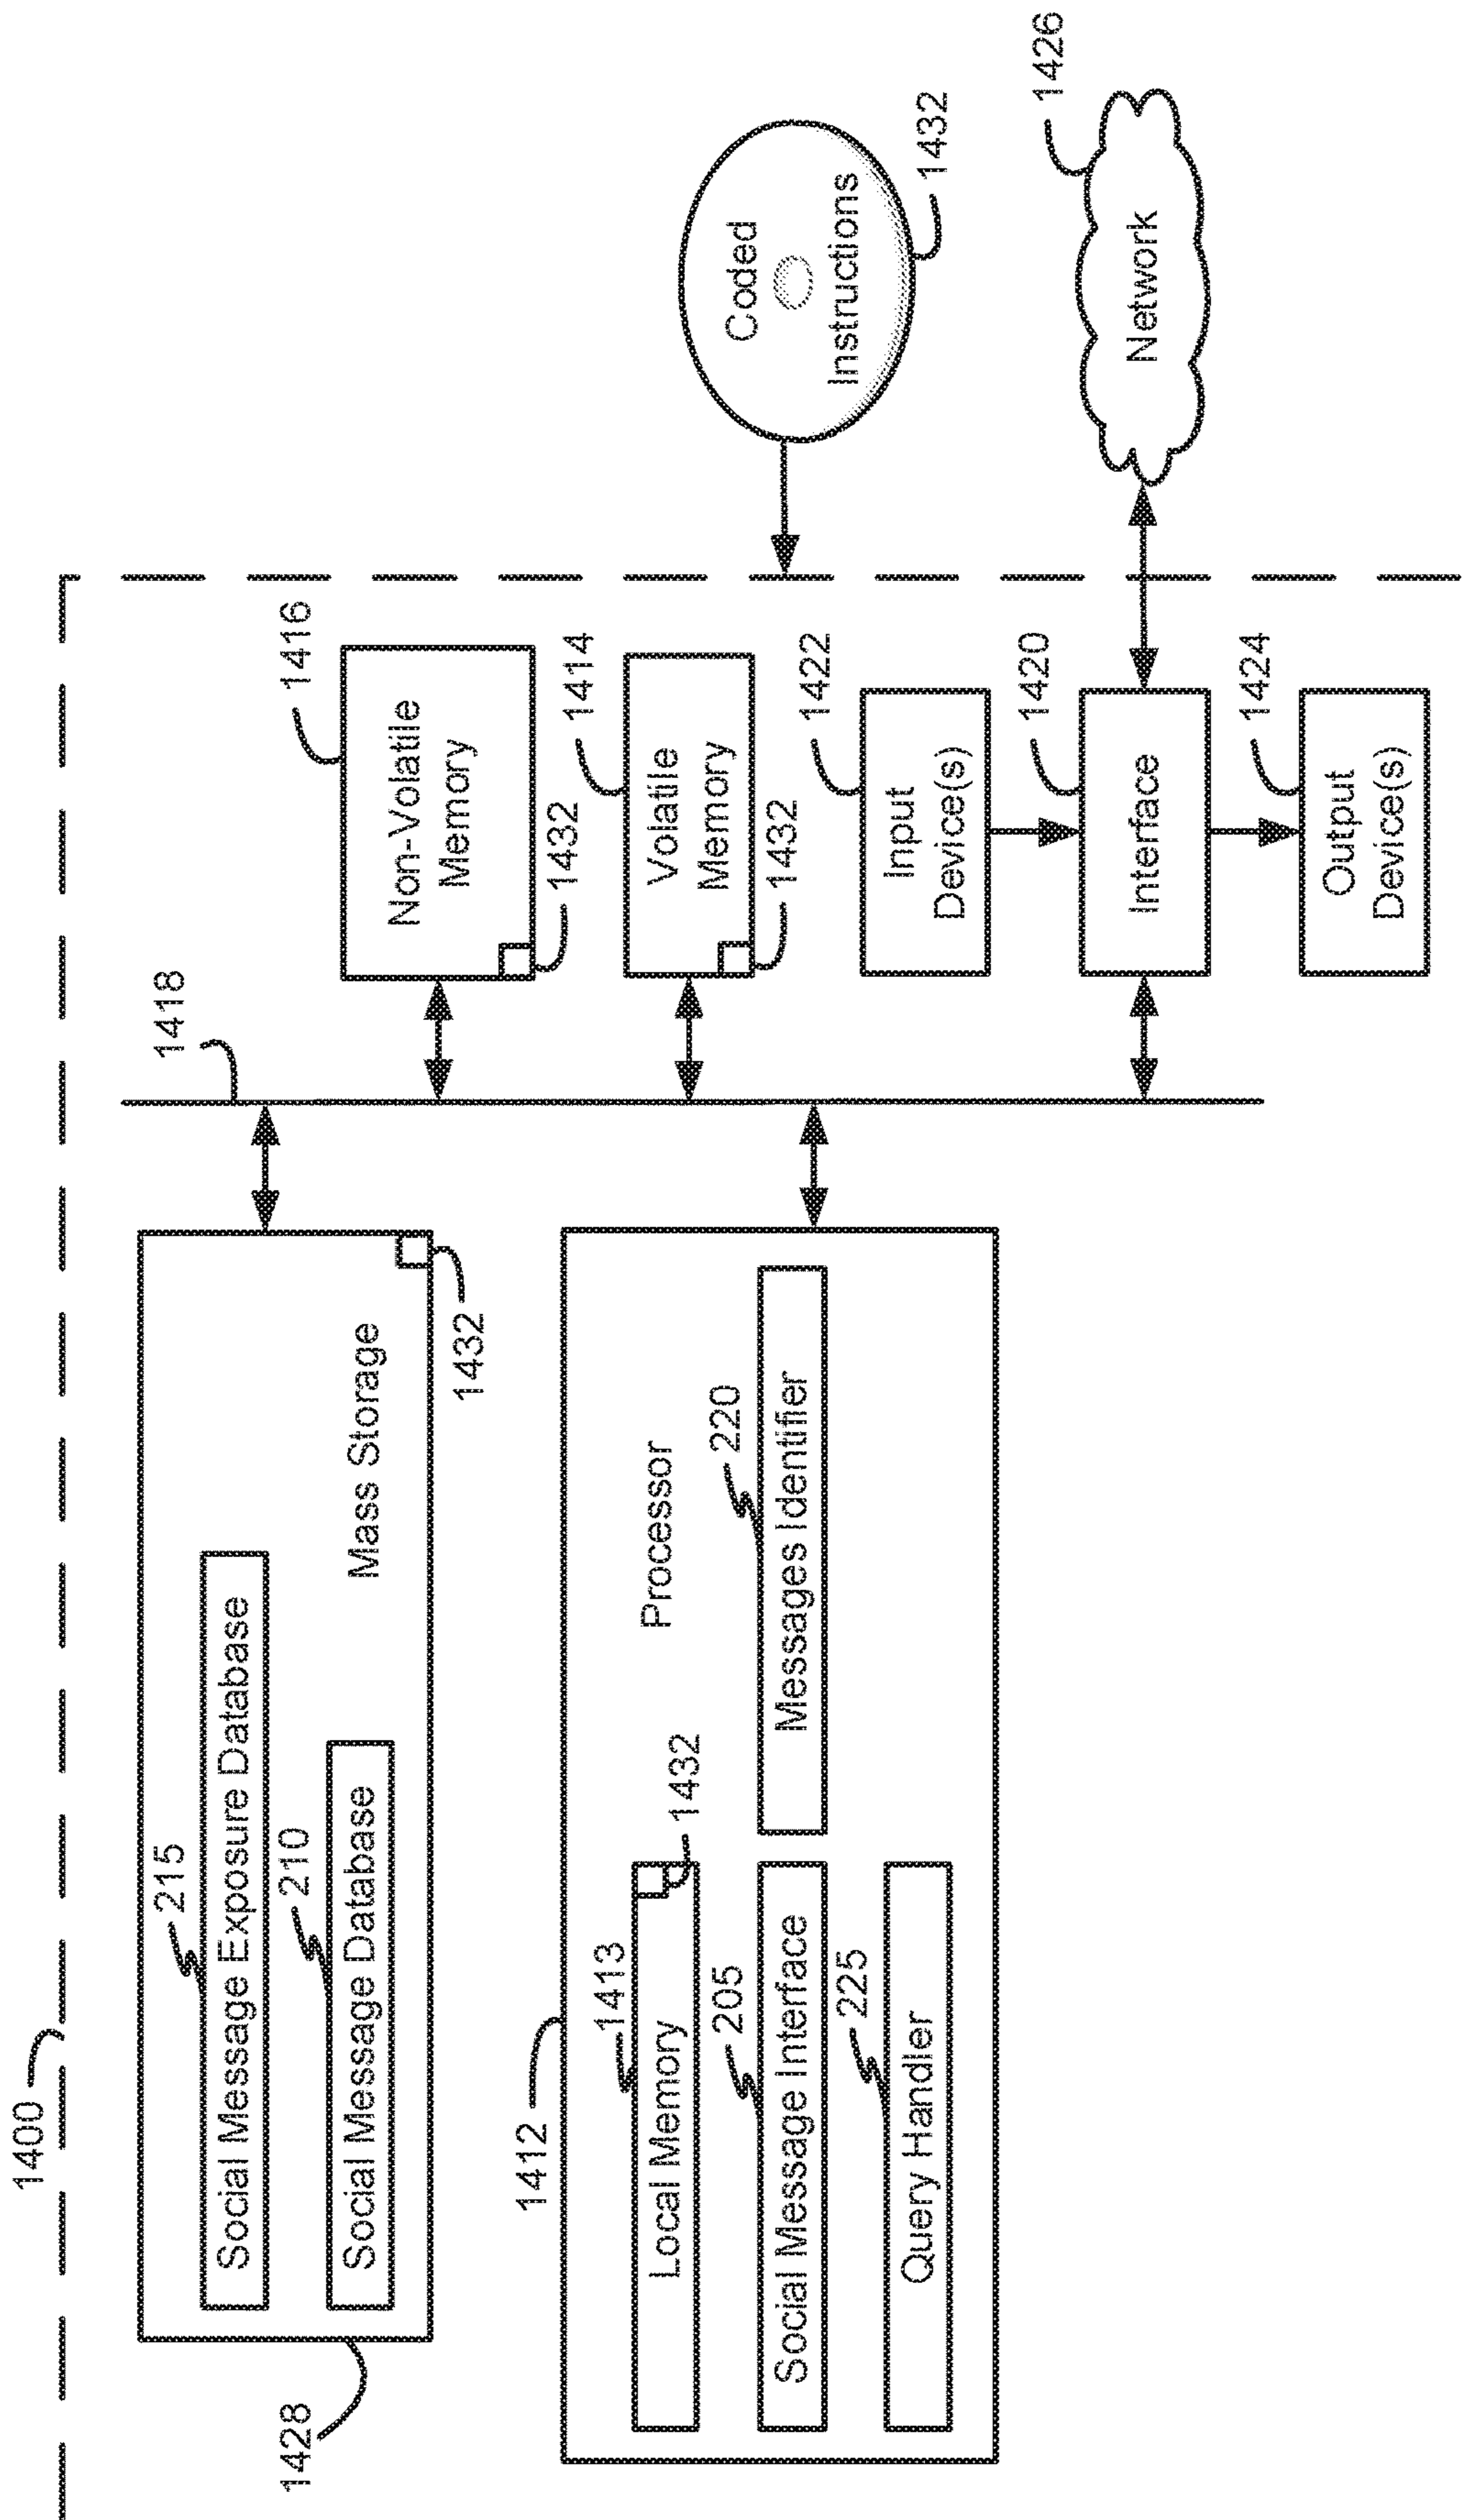 1400
1428
215
Social Message Exposure Database
210
Social Message Database
Mass Storage
1432
1412
Processor
1413
Local Memory
1432
205
Social Message Interface
220
Messages Identifier
225
Query Handler
1418
1416
Non-Volatile
Memory
1432
1414
Volatile
Memory
1432
1422
Input
Device(s)
1420
Interface
1424
Output
Device(s)
Coded
Instructions
1432
1426
Network